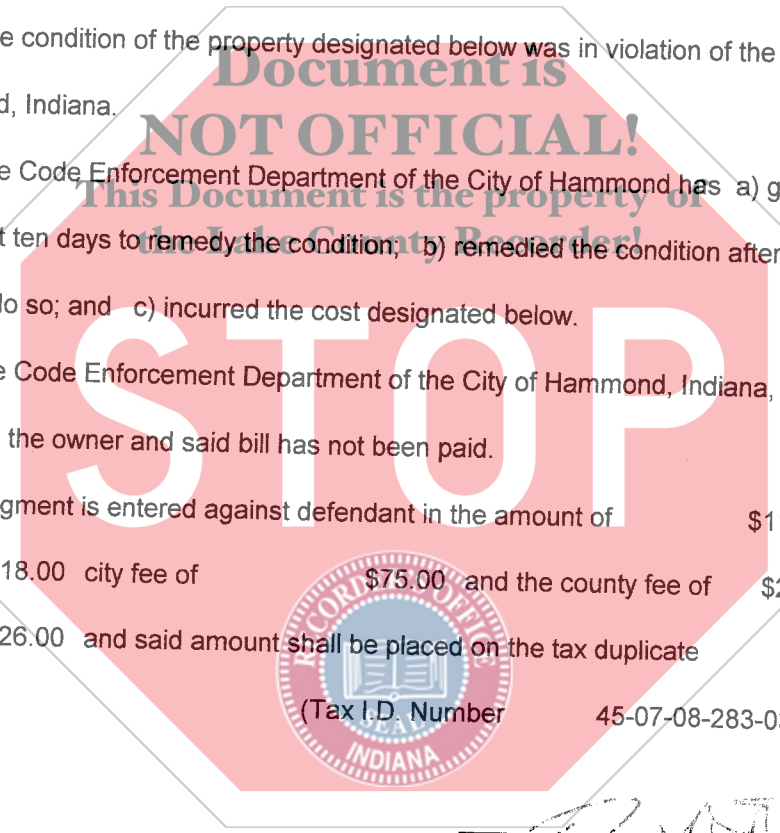 e condition of the property designated below was in violation of the
Document is
d, Indiana.
NOT OFFICIAL!
e Code Enforcement Department of the City of Hammond has a) g
This Document is the property of
t ten days to remedy the condition; b) remedied the condition after
the Lake County Recorder!
lo so; and c) incurred the cost designated below.
e Code Enforcement Department of the City of Hammond, Indiana,
STOP
the owner and said bill has not been paid.
gment is entered against defendant in the amount of $1
18.00 city fee of $75.00 and the county fee of $2
26.00 and said amount shall be placed on the tax duplicate
RECORDER'S OFFICE
(Tax I.D. Number 45-07-08-283-03
SEAL
INDIANA